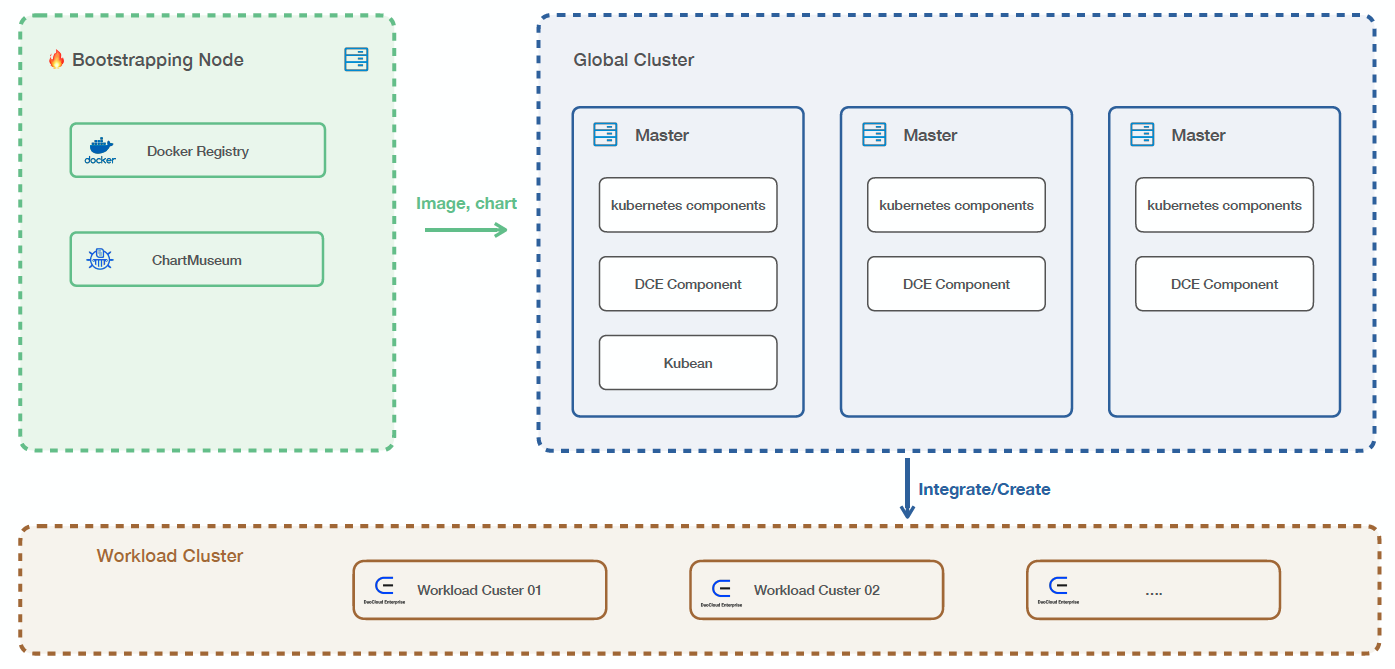 Bootstrapping Node
docker
Docker Registry
ChartMuseum
Image, chart
Global Cluster
Master
kubernetes components
DCE Component
Kubean
Master
kubernetes components
DCE Component
Master
kubernetes components
DCE Component
Integrate/Create
Workload Cluster
DaoCloud Enterprise
Workload Custer 01
DaoCloud Enterprise
Workload Custer 02
DaoCloud Enterprise
....